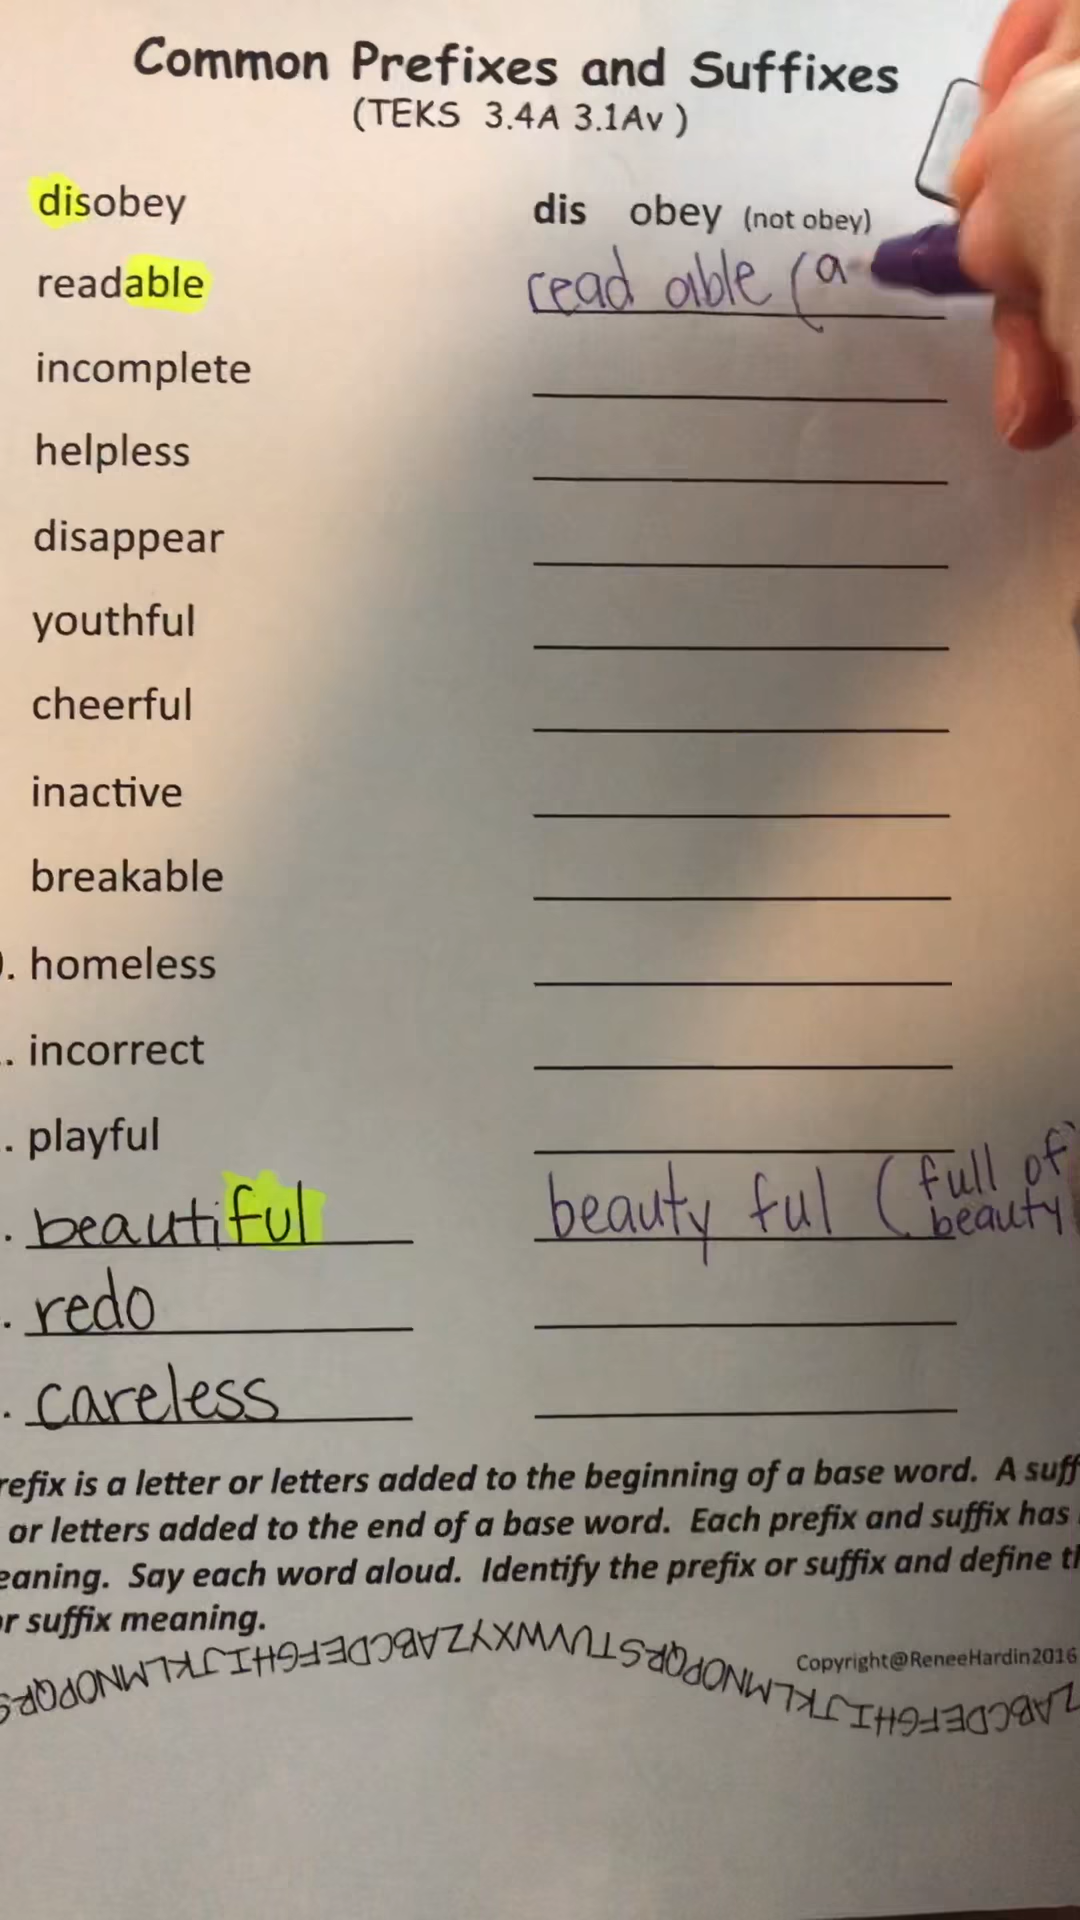 Common Prefixes and Suffixes
(TEKS 3.4A 3.1Av )
disobey dis obey (not obey)
readable read able (a
incomplete
helpless
disappear
youthful
cheerful
inactive
breakable
. homeless
. incorrect
. playful
. beautiful beauty ful ( full of
beauty
. redo
. careless
refix is a letter or letters added to the beginning of a base word. A suff
or letters added to the end of a base word. Each prefix and suffix has
eaning. Say each word aloud. Identify the prefix or suffix and define th
or suffix meaning.
Copyright@ReneeHardin2016